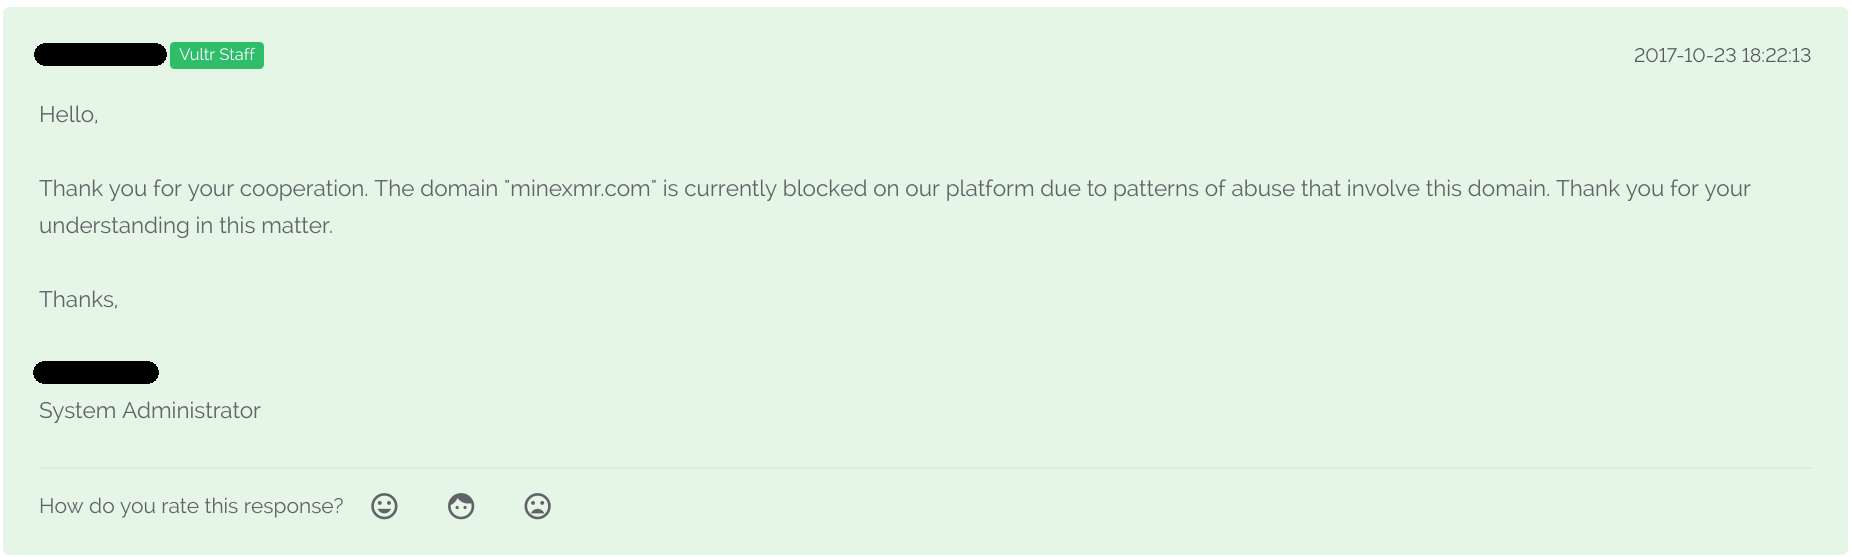 Vultr Staff 2017-10-23 18:22:13
Hello,
Thank you for your cooperation. The domain "minexmr.com" is currently blocked on our platform due to patterns of abuse that involve this domain. Thank you for your
understanding in this matter.
Thanks,
System Administrator
How do you rate this response?